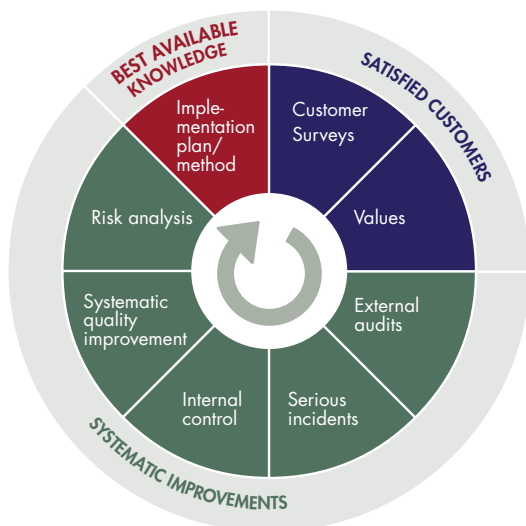 BEST AVAILABLE
KNOWLEDGE
SATISFIED CUSTOMERS
Imple-
mentation
plan/
method
Customer
Surveys
Values
External
audits
Serious
incidents
Internal
control
Systematic
quality
improvement
Risk analysis
SYSTEMATIC IMPROVEMENTS